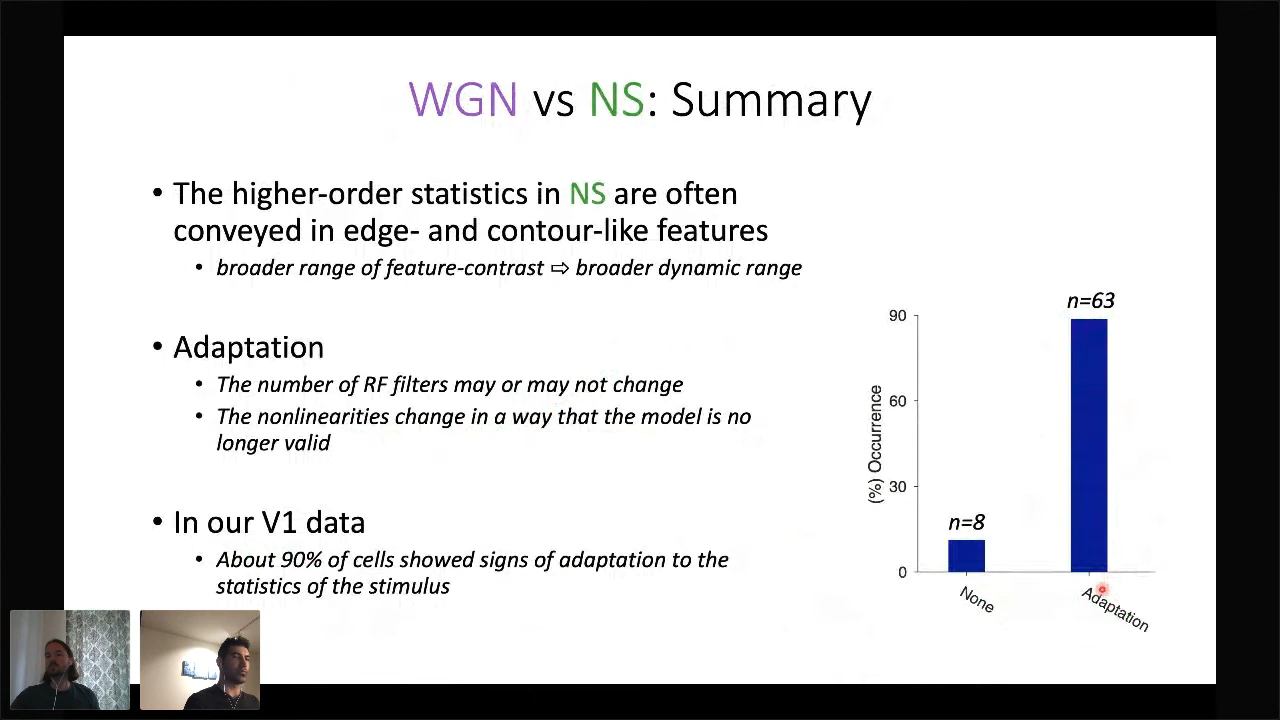 WGN vs NS: Summary
• The higher-order statistics in NS are often
conveyed in edge- and contour-like features
• broader range of feature-contrast ⇨ broader dynamic range
• Adaptation
• The number of RF filters may or may not change
• The nonlinearities change in a way that the model is no
longer valid
• In our V1 data
• About 90% of cells showed signs of adaptation to the
statistics of the stimulus
n=63
90
60
(%) Occurrence
30
n=8
0
None
Adaptation